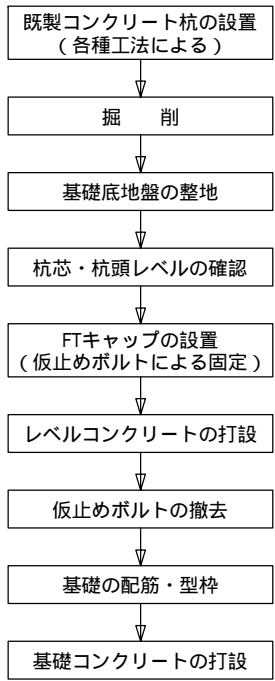 既製コンクリート杭の設置
（各種工法による）
掘　　削
基礎底地盤の整地
杭芯・杭頭レベルの確認
FTキャップの設置
（仮止めボルトによる固定）
レベルコンクリートの打設
仮止めボルトの撤去
基礎の配筋・型枠
基礎コンクリートの打設